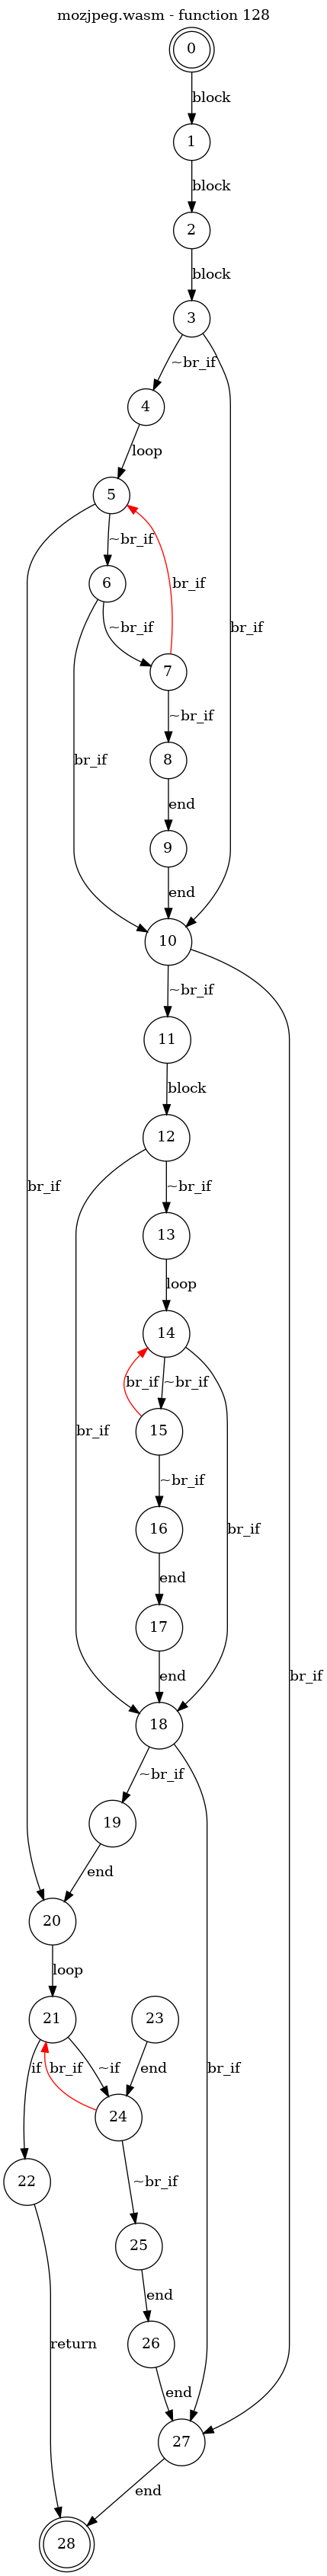 mozjpeg.wasm - function 128
0
block
1
block
2
block
3
~br_if
4
loop
br_if
5
~br_if
br_if
6
~br_if
br_if
7
~br_if
8
end
9
end
10
~br_if
11
block
br_if
12
~br_if
13
loop
14
br_if
~br_if
br_if
15
~br_if
br_if
16
end
17
end
br_if
18
~br_if
19
end
20
loop
21
23
if
br_if
~if
end
br_if
24
22
~br_if
25
end
return
26
end
27
end
28